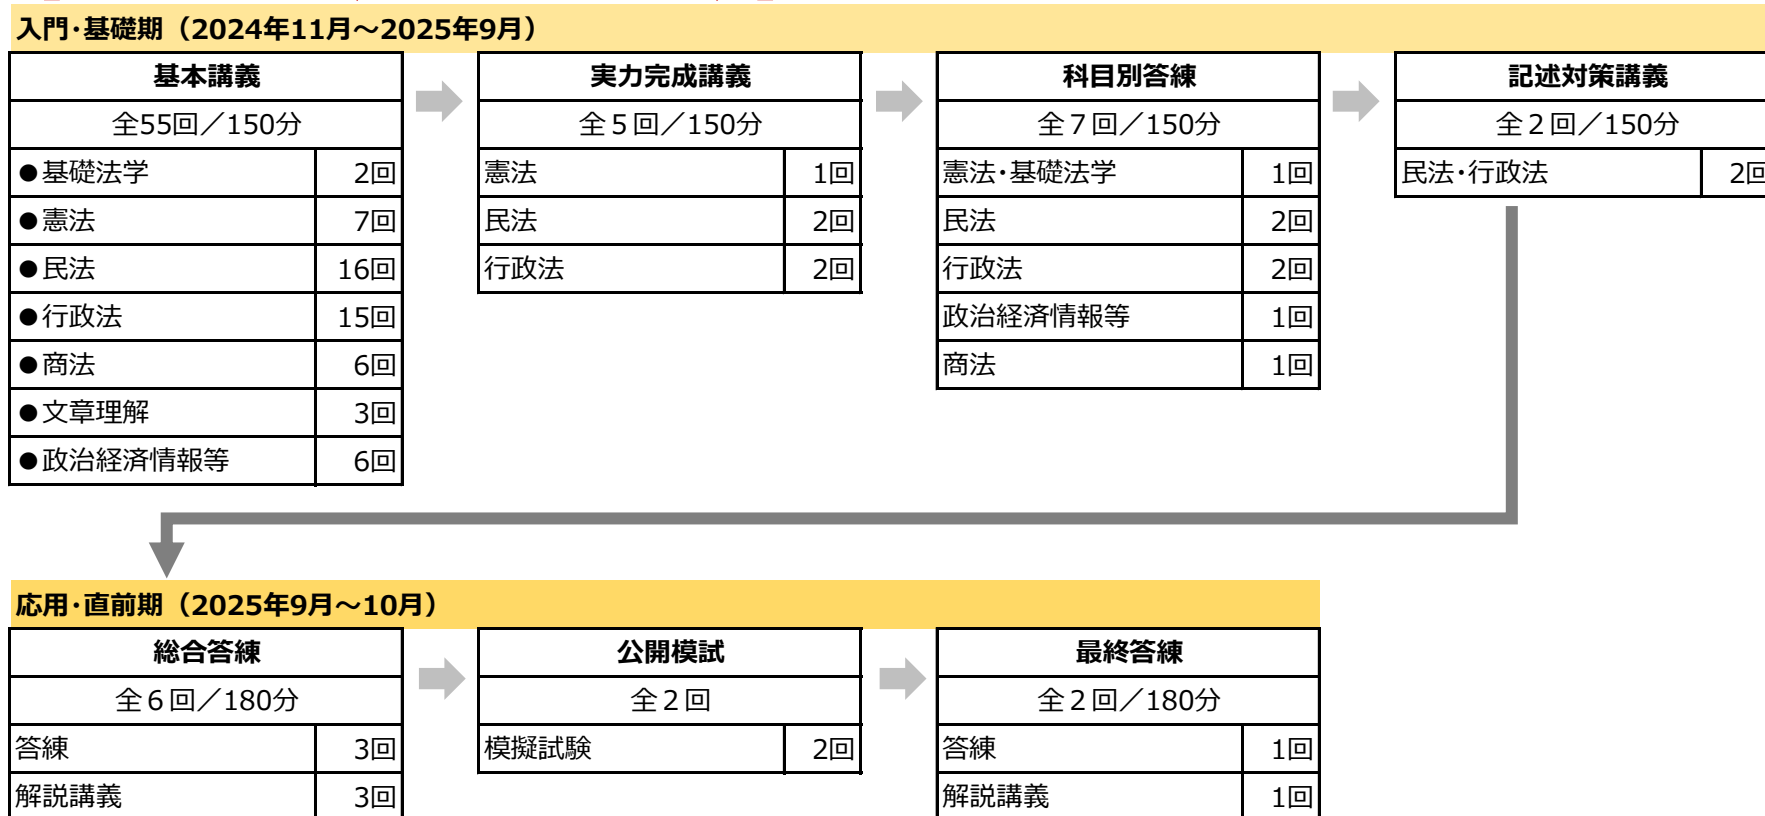 入門・基礎期（2024年11月～2025年9月）
基本講義
全55回／150分
●基礎法学 2回
●憲法 7回
●民法 16回
●行政法 15回
●商法 6回
●文章理解 3回
●政治経済情報等 6回
実力完成講義
全５回／150分
憲法 1回
民法 2回
行政法 2回
科目別答練
全７回／150分
憲法・基礎法学 1回
民法 2回
行政法 2回
政治経済情報等 1回
商法 1回
記述対策講義
全２回／150分
民法・行政法 2回
応用・直前期（2025年9月～10月）
総合答練
全６回／180分
答練 3回
解説講義 3回
公開模試
全２回
模擬試験 2回
最終答練
全２回／180分
答練 1回
解説講義 1回